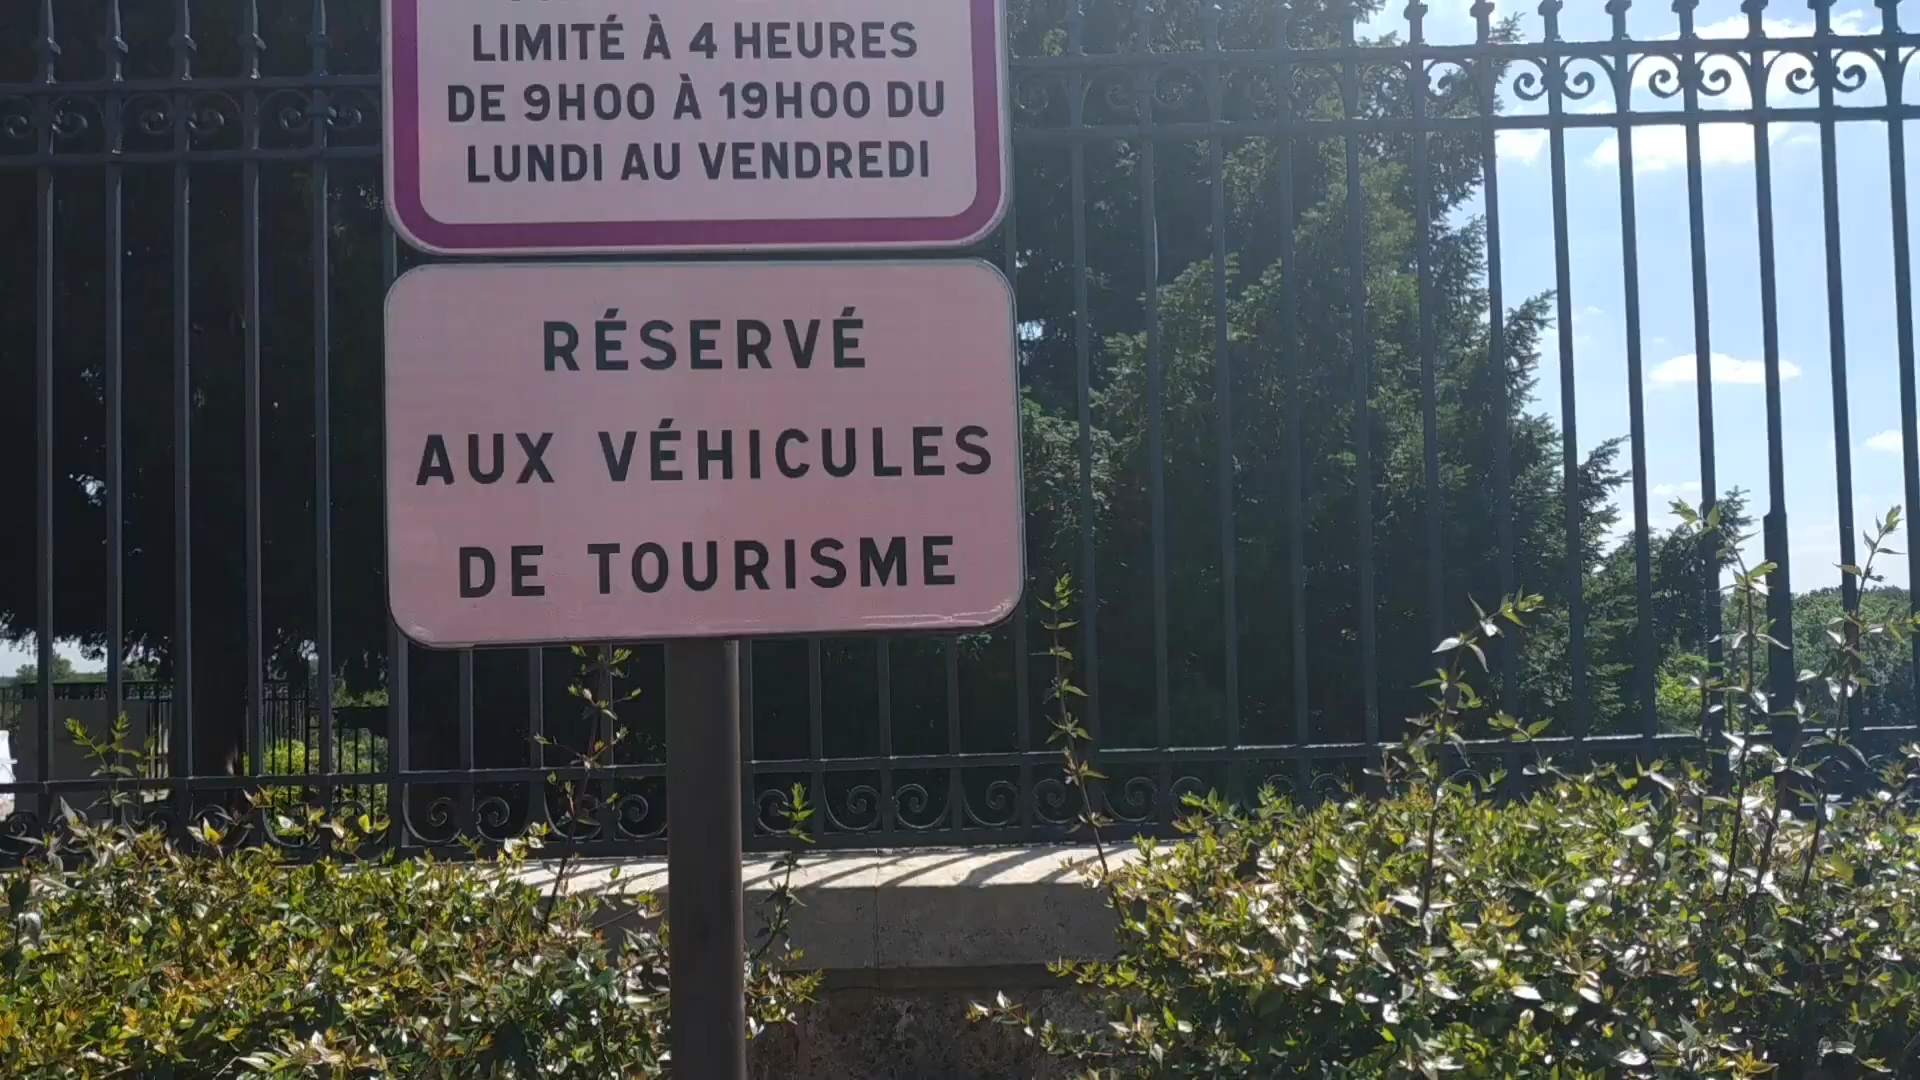 LIMITÉ À 4 HEURES
DE 9H00 À 19H00 DU
LUNDI AU VENDREDI
RÉSERVÉ
AUX VÉHICULES
DE TOURISME